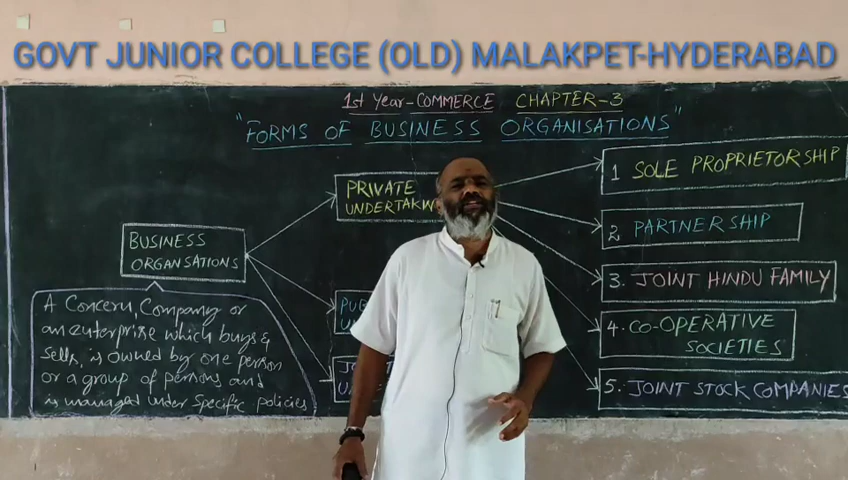 GOVT JUNIOR COLLEGE (OLD) MALAKPET-HYDERABAD
1st Year-COMMERCE CHAPTER-3
"FORMS OF BUSINESS ORGANISATIONS"
BUSINESS
ORGANSATIONS
A Concern, Company or
an enterprise which buys &
Sells, is owned by one person
or a group of persons and
is managed under specific policies
PRIVATE
UNDERTAKIN
PUB
U
JO
U
1 SOLE PROPRIETORSHIP
2 PARTNERSHIP
3. JOINT HINDU FAMILY
4. CO-OPERATIVE
SOCIETIES
5. JOINT STOCK COMPANIES